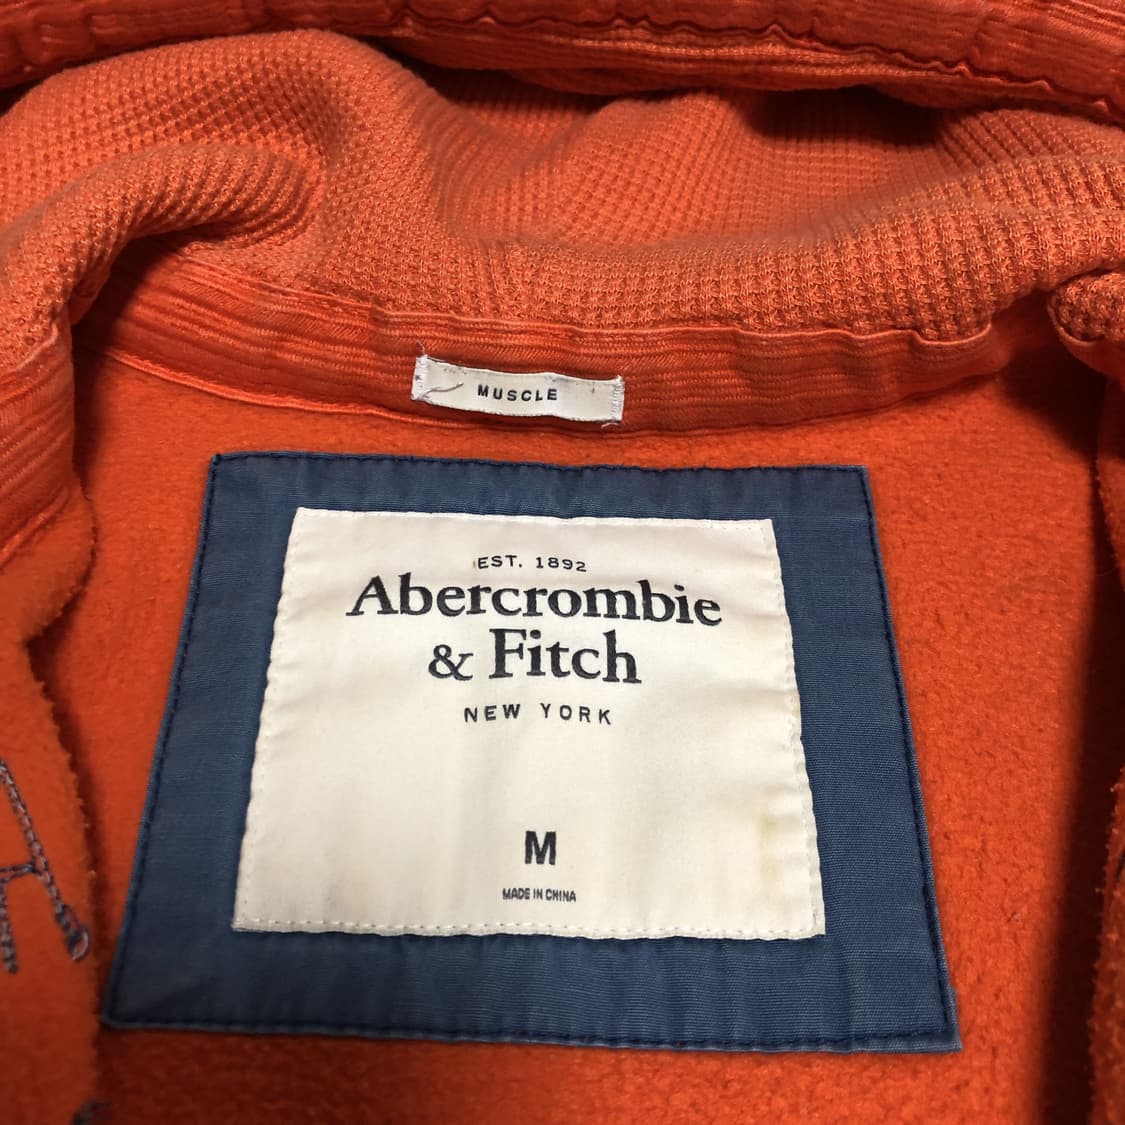 MUSCLE
EST. 1892
Abercrombie
& Fitch
NEW YORK
M
MADE IN CHINA